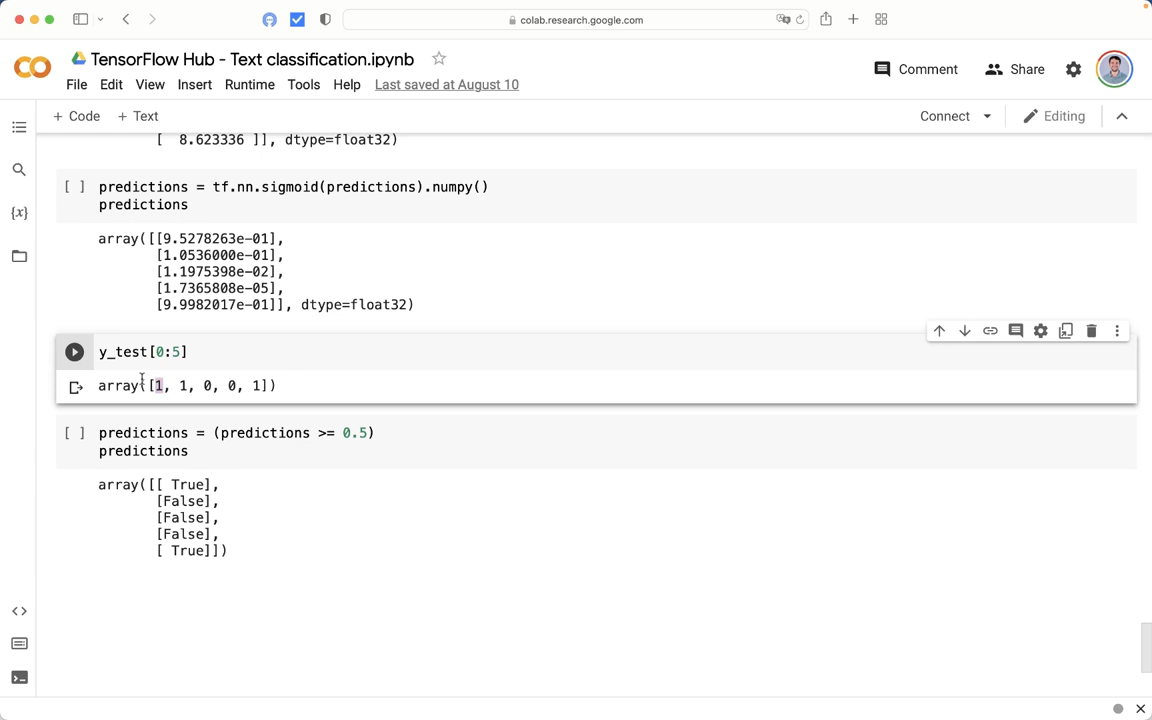 colab.research.google.com
TensorFlow Hub - Text classification.ipynb
File Edit View Insert Runtime Tools Help Last saved at August 10
Comment Share
+ Code + Text Connect Editing
[ 8.623336 ]], dtype=float32)
[ ] predictions = tf.nn.sigmoid(predictions).numpy()
predictions
array([[9.5278263e-01],
[1.0536000e-01],
[1.1975398e-02],
[1.7365808e-05],
[9.9982017e-01]], dtype=float32)
y_test[0:5]
array([1, 1, 0, 0, 1])
[ ] predictions = (predictions >= 0.5)
predictions
array([[ True],
[False],
[False],
[False],
[ True]])